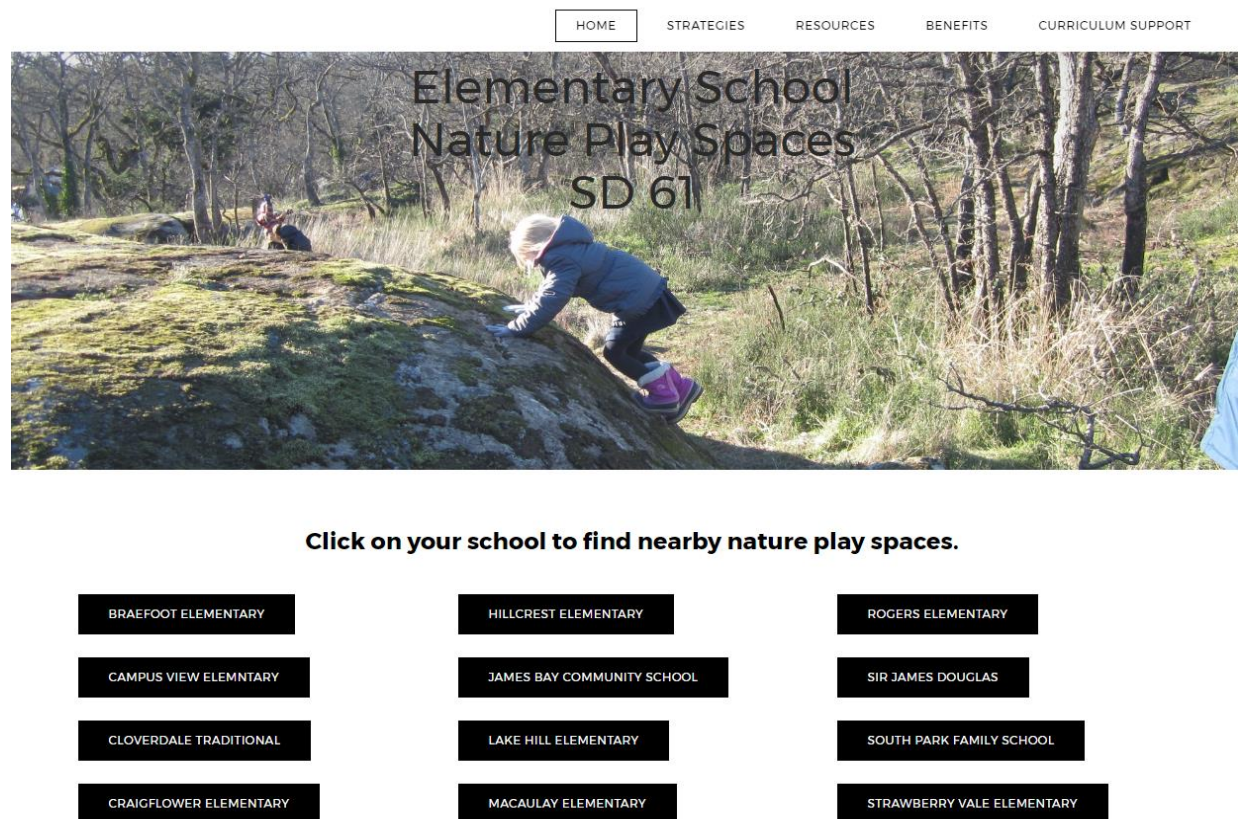 HOME STRATEGIES RESOURCES BENEFITS CURRICULUM SUPPORT
Elementary School
Nature Play Spaces
SD 61
Click on your school to find nearby nature play spaces.
BRAEFOOT ELEMENTARY HILLCREST ELEMENTARY ROGERS ELEMENTARY
CAMPUS VIEW ELEMNTARY JAMES BAY COMMUNITY SCHOOL SIR JAMES DOUGLAS
CLOVERDALE TRADITIONAL LAKE HILL ELEMENTARY SOUTH PARK FAMILY SCHOOL
CRAIGFLOWER ELEMENTARY MACAULAY ELEMENTARY STRAWBERRY VALE ELEMENTARY